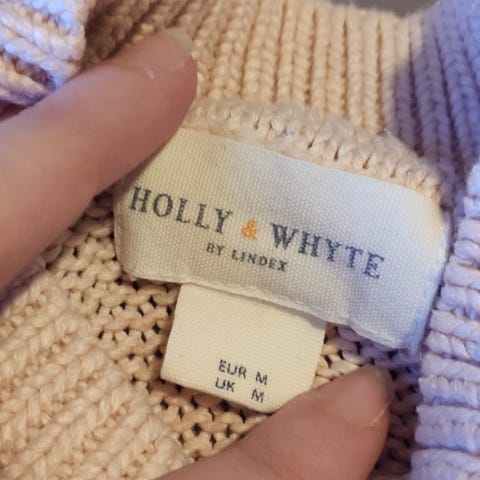 HOLLY & WHYTE
BY LINDEX
EUR M
UK M